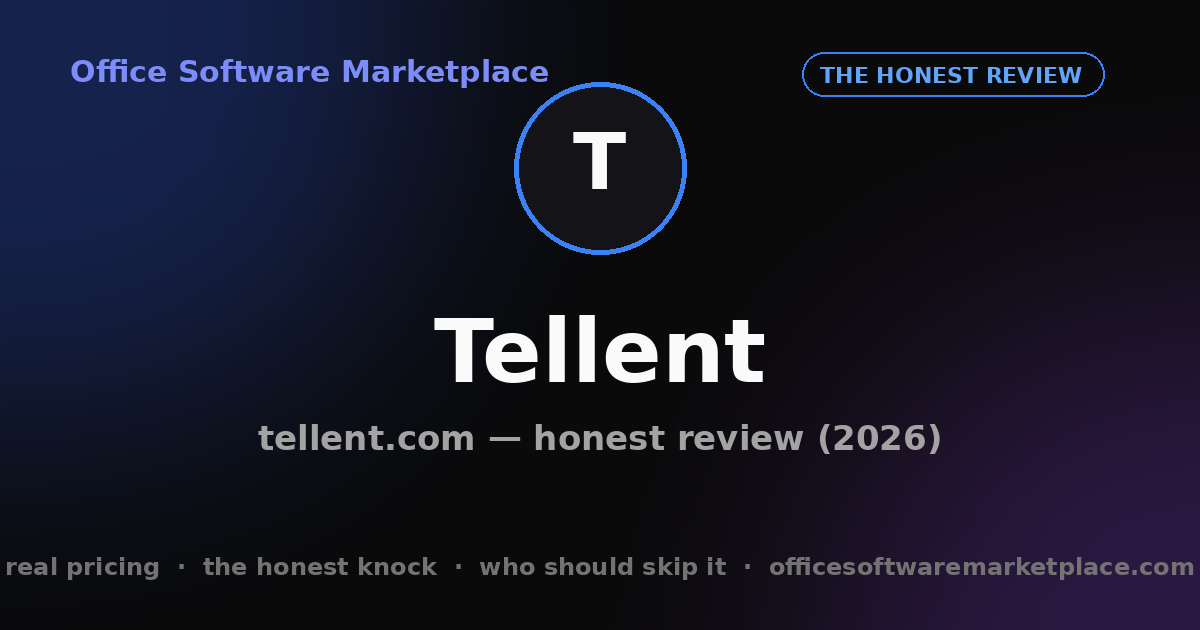 Office Software Marketplace
THE HONEST REVIEW
T
Tellent
tellent.com — honest review (2026)
real pricing · the honest knock · who should skip it · officesoftwaremarketplace.com